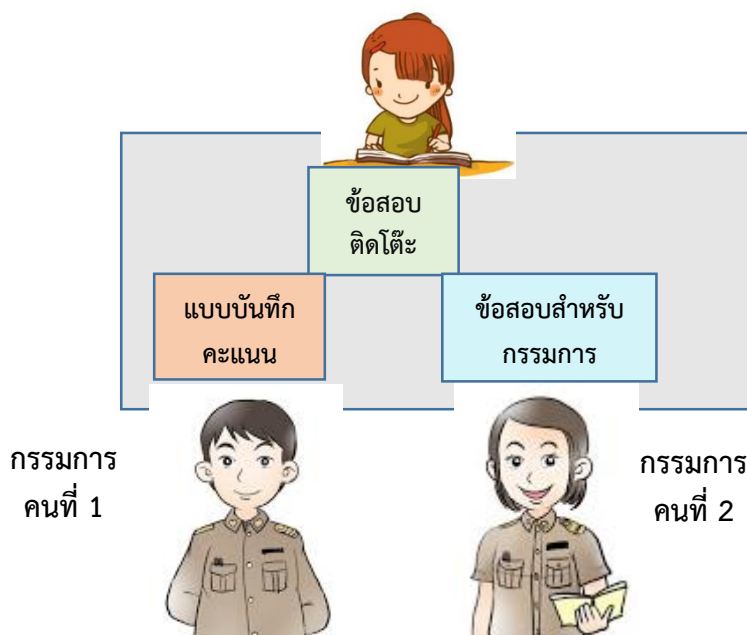 ข้อสอบ
ติดโต๊ะ
แบบบันทึก
คะแนน
ข้อสอบสำหรับ
กรรมการ
กรรมการ
คนที่ 1
กรรมการ
คนที่ 2